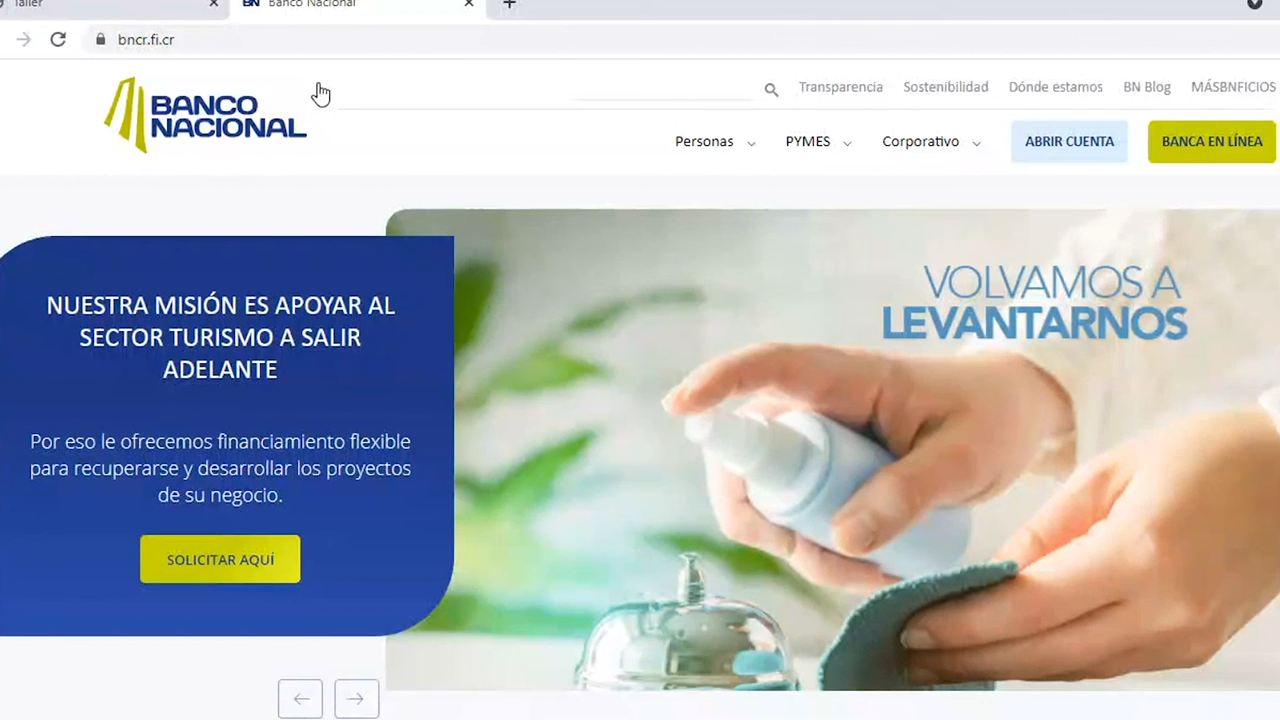 Taller
BN Banco Nacional
bncr.fi.cr
BANCO
NACIONAL
Transparencia Sostenibilidad Dónde estamos BN Blog MÁSBNFICIOS
Personas PYMES Corporativo ABRIR CUENTA BANCA EN LÍNEA
VOLVAMOS A
LEVANTARNOS
NUESTRA MISIÓN ES APOYAR AL
SECTOR TURISMO A SALIR
ADELANTE
Por eso le ofrecemos financiamiento flexible
para recuperarse y desarrollar los proyectos
de su negocio.
SOLICITAR AQUÍ